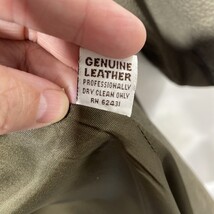 GENUINE
LEATHER
PROFESSIONALLY
DRY CLEAN ONLY
RN 62431